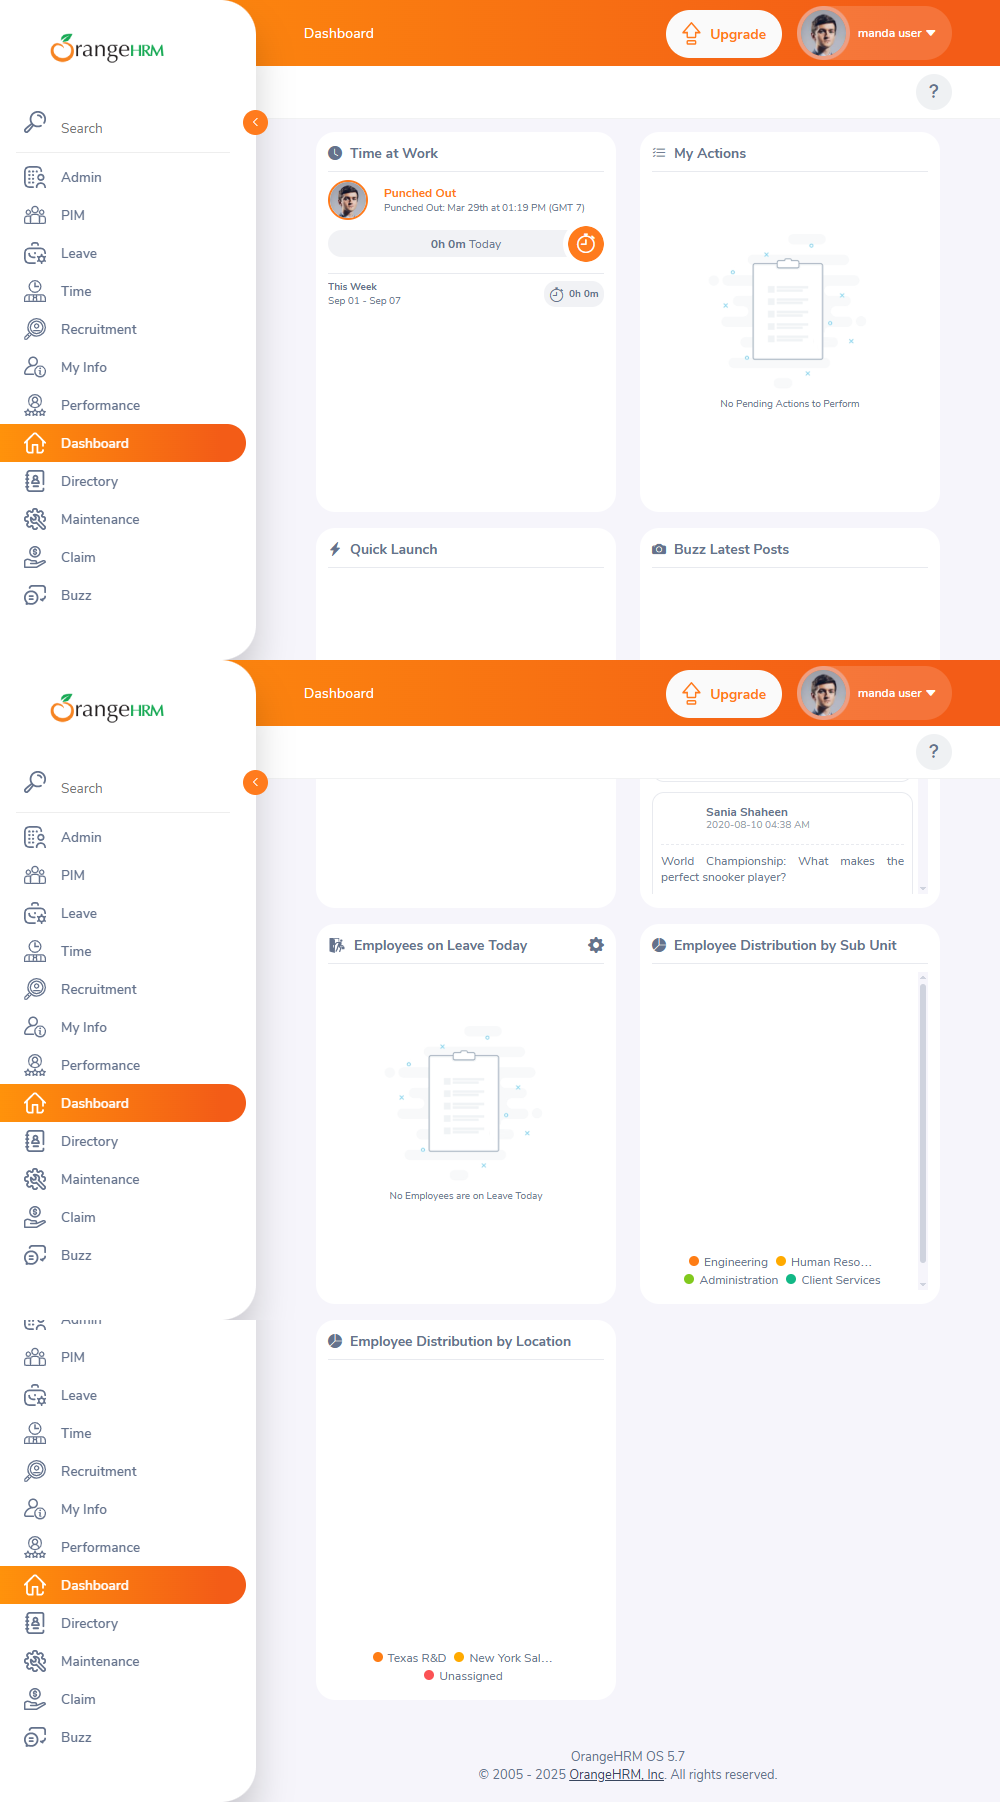 OrangeHRM
Dashboard
Upgrade
manda user
Search
?
Admin
PIM
Leave
Time
Recruitment
My Info
Performance
Dashboard
Directory
Maintenance
Claim
Buzz
Time at Work
Punched Out
Punched Out: Mar 29th at 01:19 PM (GMT 7)
0h 0m Today
This Week
Sep 01 - Sep 07
0h 0m
My Actions
No Pending Actions to Perform
Quick Launch
Buzz Latest Posts
OrangeHRM
Dashboard
Upgrade
manda user
Search
?
Admin
PIM
Leave
Time
Recruitment
My Info
Performance
Dashboard
Directory
Maintenance
Claim
Buzz
Sania Shaheen
2020-08-10 04:38 AM
World Championship: What makes the
perfect snooker player?
Employees on Leave Today
No Employees are on Leave Today
Employee Distribution by Sub Unit
Engineering Human Reso...
Administration Client Services
Admin
PIM
Leave
Time
Recruitment
My Info
Performance
Dashboard
Directory
Maintenance
Claim
Buzz
Employee Distribution by Location
Texas R&D New York Sal...
Unassigned
OrangeHRM OS 5.7
© 2005 - 2025 OrangeHRM, Inc. All rights reserved.